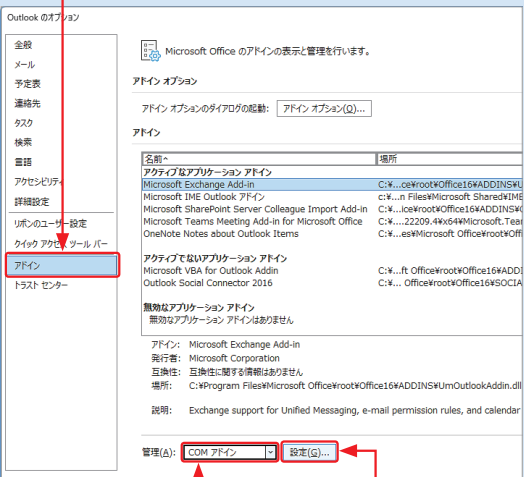 Outlook のオプション
全般
メール
予定表
連絡先
タスク
検索
言語
アクセシビリティ
詳細設定
リボンのユーザー設定
クイック アクセス ツール バー
アドイン
トラスト センター
Microsoft Office のアドインの表示と管理を行います。
アドイン オプション
アドイン オプションのダイアログの起動: アドイン オプション(O)...
アドイン
名前 場所
アクティブなアプリケーション アドイン
Microsoft Exchange Add-in C:¥...ce¥root¥Office16¥ADDINS¥U
Microsoft IME Outlook アドイン C:¥...n Files¥Microsoft Shared¥IME
Microsoft SharePoint Server Colleague Import Add-in C:¥...ice¥root¥Office16¥ADDINS¥
Microsoft Teams Meeting Add-in for Microsoft Office C:¥....22209.4¥x64¥Microsoft.Team
OneNote Notes about Outlook Items C:¥...es¥Microsoft Office¥root¥Offi
アクティブでないアプリケーション アドイン
Microsoft VBA for Outlook Addin C:¥...ft Office¥root¥Office16¥ADDI
Outlook Social Connector 2016 C:¥... Office¥root¥Office16¥SOCIA
無効なアプリケーション アドイン
無効なアプリケーション アドインはありません
アドイン: Microsoft Exchange Add-in
発行者: Microsoft Corporation
互換性: 互換性に関する情報はありません
場所: C:¥Program Files¥Microsoft Office¥root¥Office16¥ADDINS¥UmOutlookAddin.dll
説明: Exchange support for Unified Messaging, e-mail permission rules, and calendar
管理(A): COM アドイン 設定(G)...